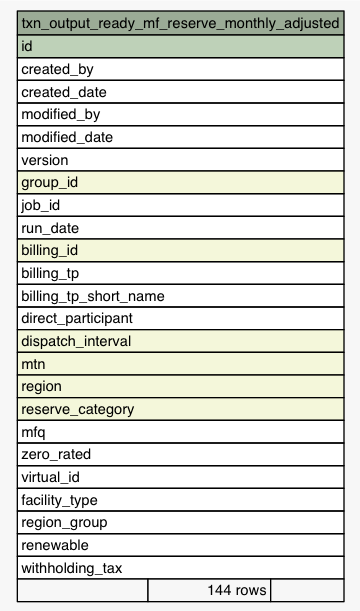 txn_output_ready_mf_reserve_monthly_adjusted
id
created_by
created_date
modified_by
modified_date
version
group_id
job_id
run_date
billing_id
billing_tp
billing_tp_short_name
direct_participant
dispatch_interval
mtn
region
reserve_category
mfq
zero_rated
virtual_id
facility_type
region_group
renewable
withholding_tax
144 rows